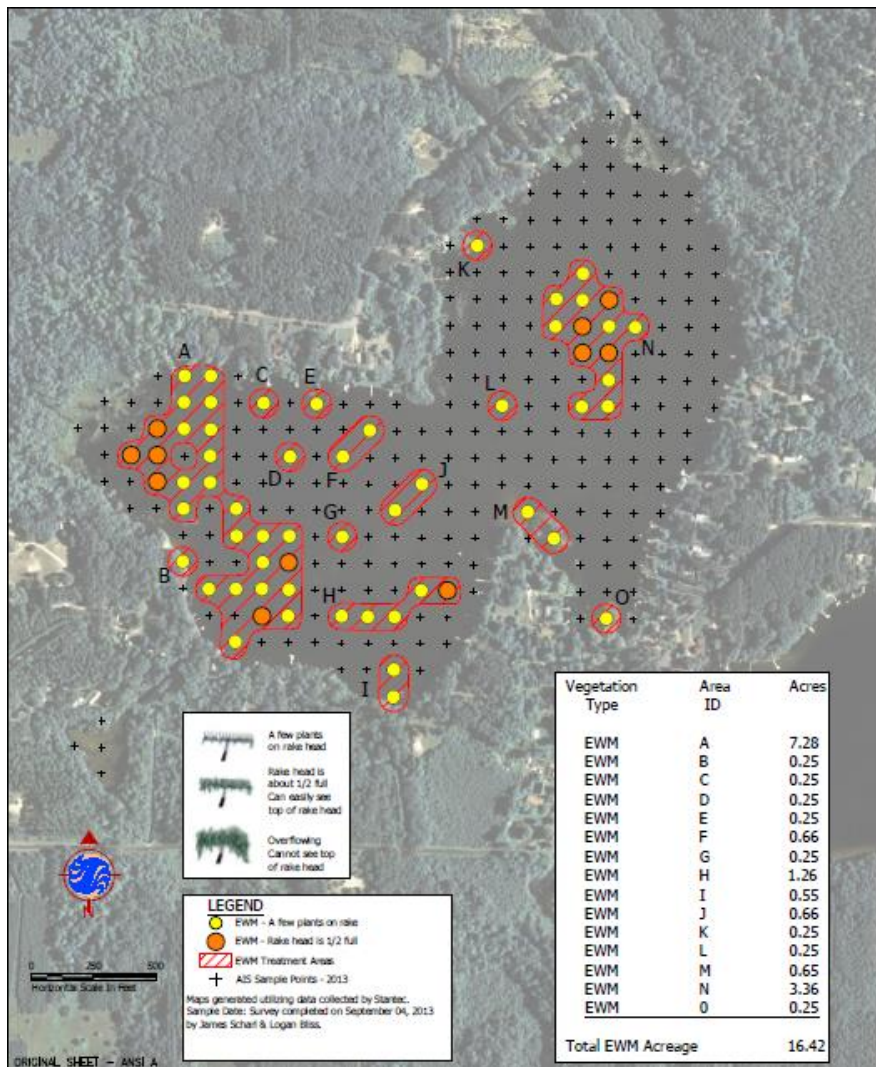 K
A
C
E
L
N
D
F
J
G
M
B
H
O
I
Vegetation Area Acres
Type ID
EWM A 7.28
EWM B 0.25
EWM C 0.25
EWM D 0.25
EWM E 0.25
EWM F 0.66
EWM G 0.25
EWM H 1.26
EWM I 0.55
EWM J 0.66
EWM K 0.25
EWM L 0.25
EWM M 0.65
EWM N 3.36
EWM 0 0.25
Total EWM Acreage 16.42
A few plants
on rake head
Rake head is
about 1/2 full
Can easily see
top of rake head
Overflowing
Cannot see top
of rake head
N
LEGEND
EWM - A few plants on rake
EWM - Rake head is 1/2 full
EWM Treatment Areas
AIS Sample Points - 2013
Maps generated utilizing data collected by Stantec.
Sample Date: Survey completed on September 04, 2013
by James Scharl & Logan Bliss.
0 250 500
Horizontal Scale In Feet
ORIGINAL SHEET - ANSI A